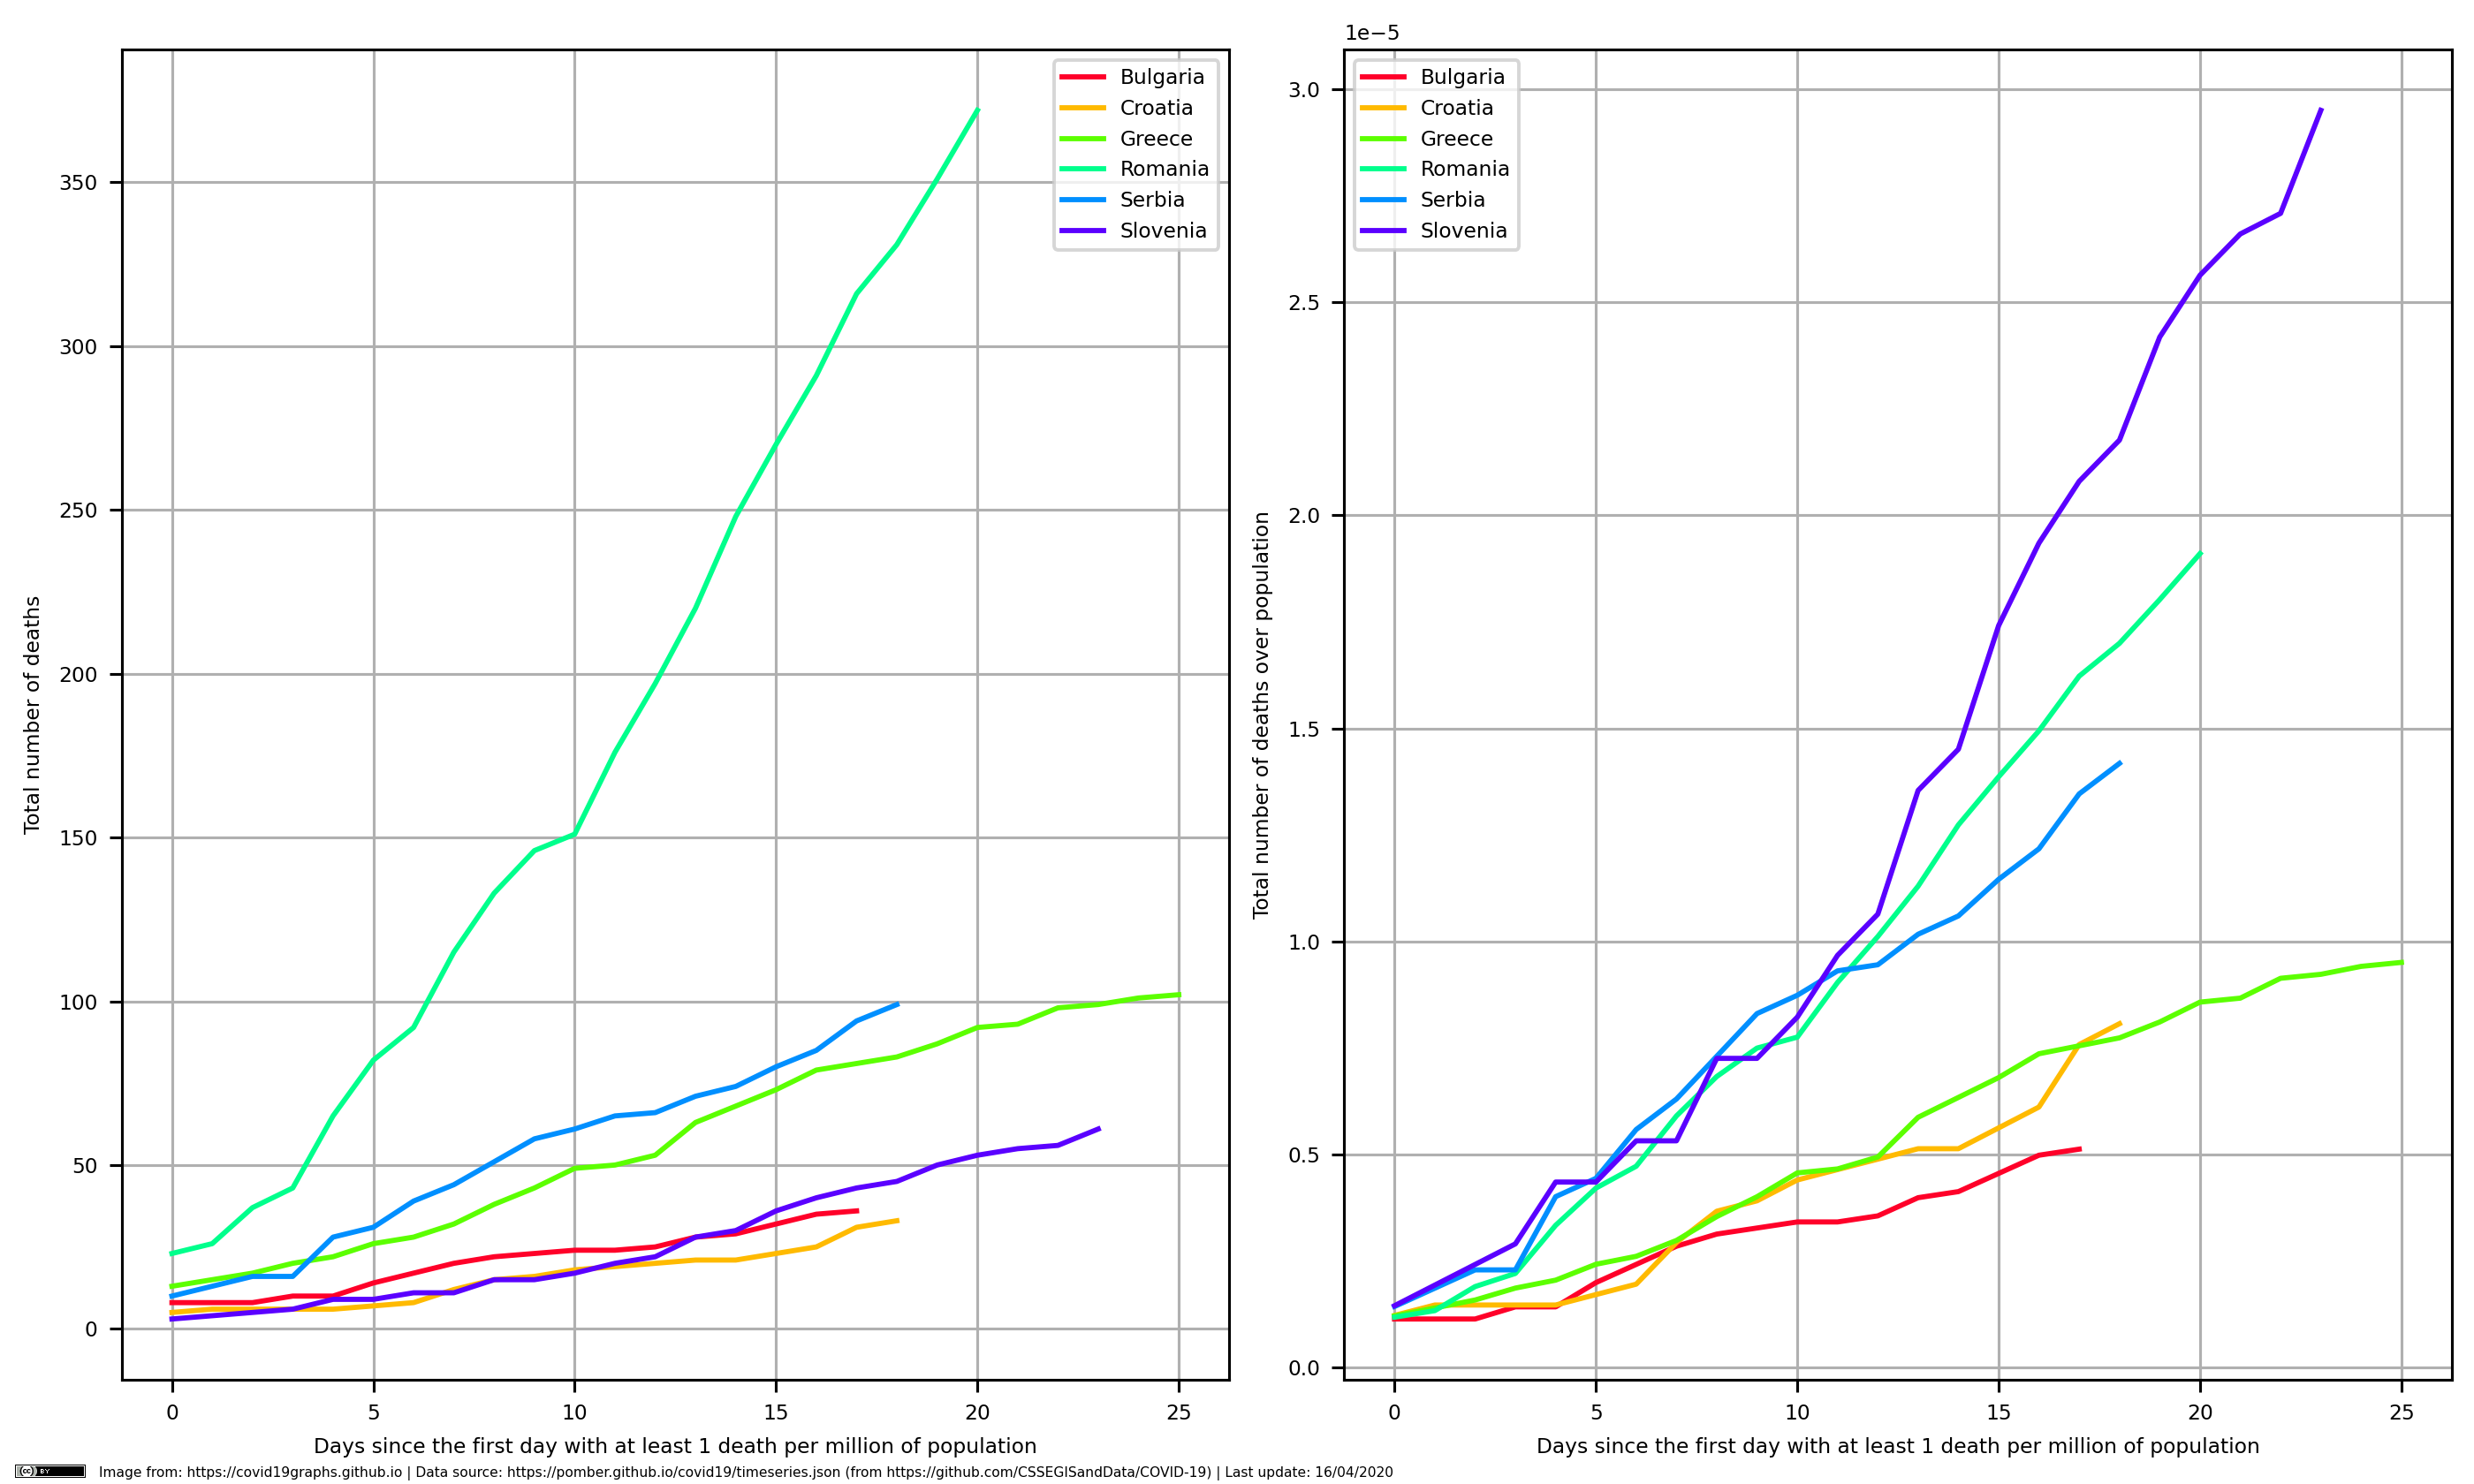 Total number of deaths
350
300
250
200
150
100
50
0
0 5 10 15 20 25
Days since the first day with at least 1 death per million of population
Bulgaria
Croatia
Greece
Romania
Serbia
Slovenia
1e−5
Total number of deaths over population
3.0
2.5
2.0
1.5
1.0
0.5
0.0
0 5 10 15 20 25
Days since the first day with at least 1 death per million of population
Bulgaria
Croatia
Greece
Romania
Serbia
Slovenia
(cc) BY Image from: https://covid19graphs.github.io | Data source: https://pomber.github.io/covid19/timeseries.json (from https://github.com/CSSEGISandData/COVID-19) | Last update: 16/04/2020